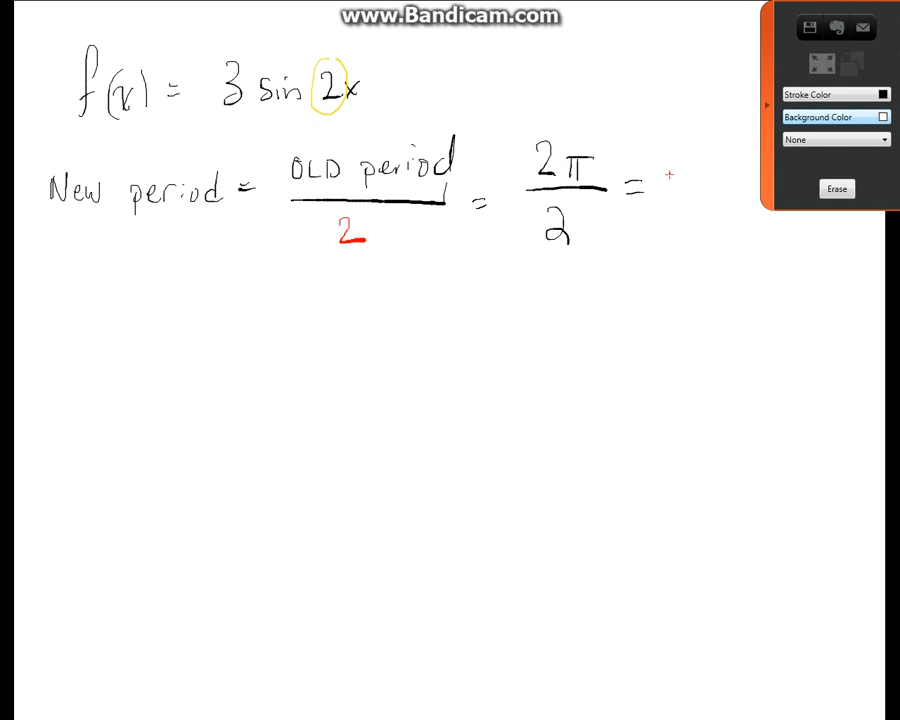 www.Bandicam.com
f(x) = 3 sin 2x
New period = OLD period / 2 = 2π / 2 =
Stroke Color
Background Color
None
Erase